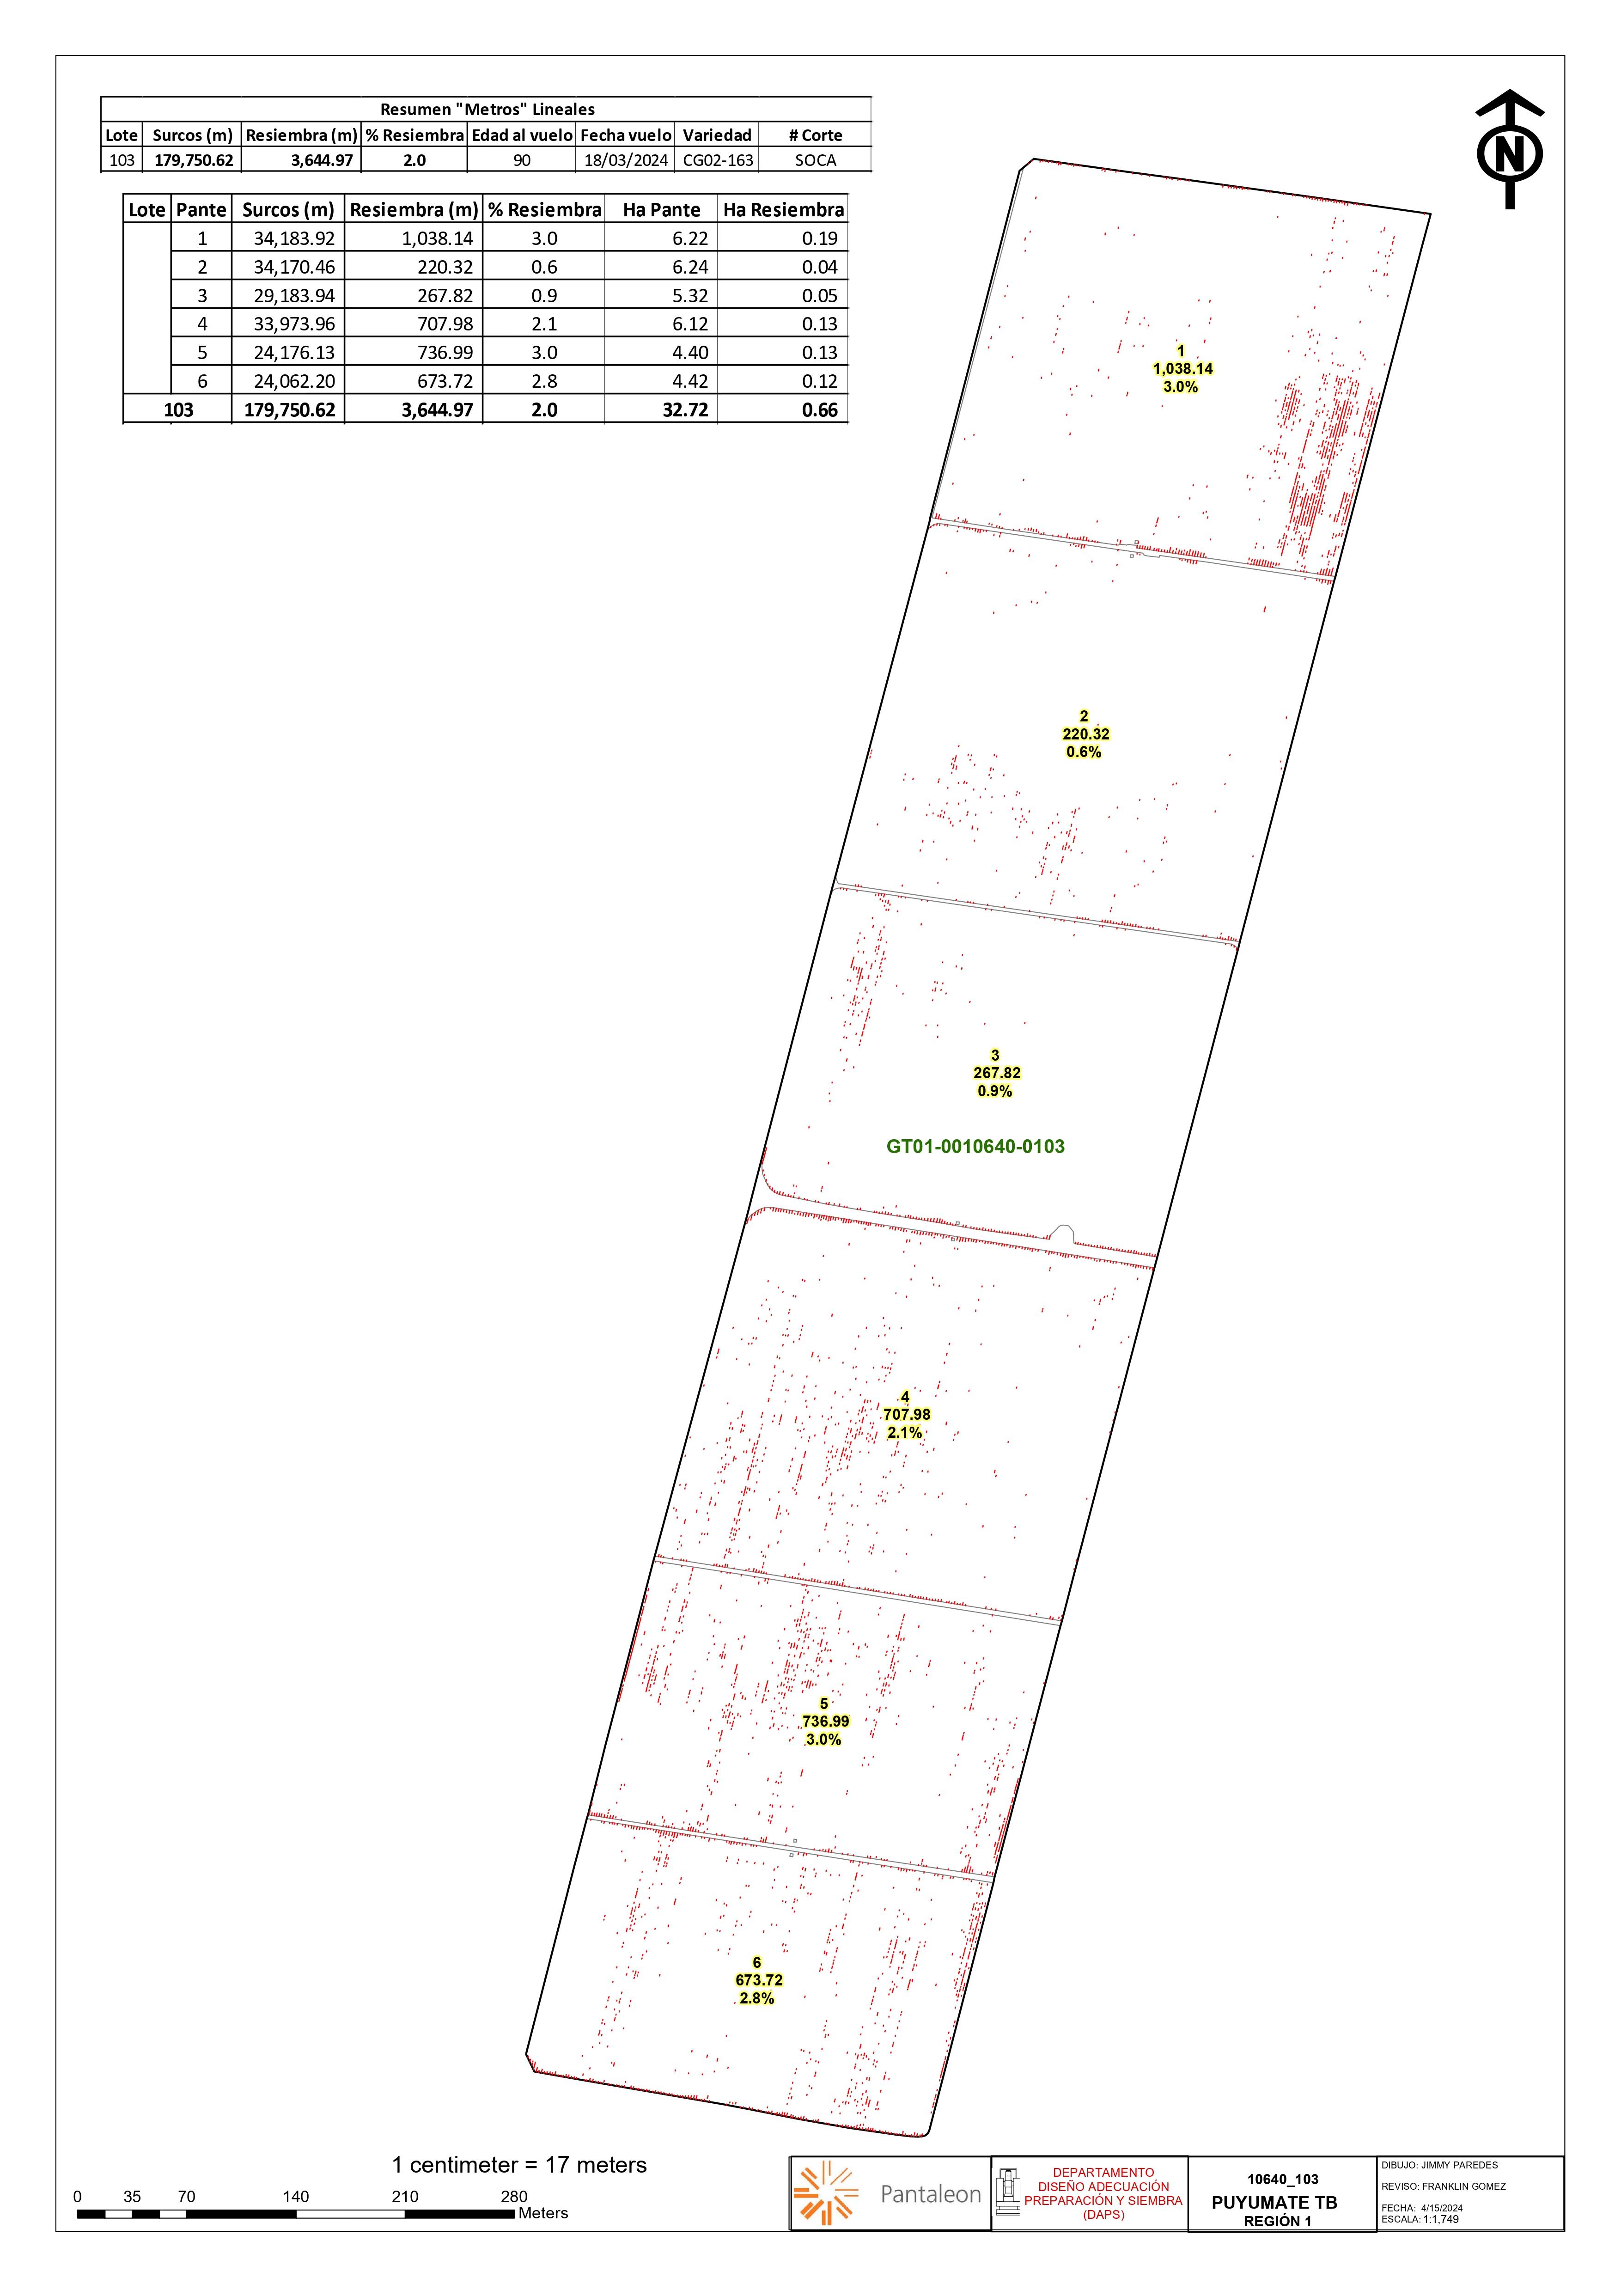 Resumen "Metros" Lineales
Lote Surcos (m) Resiembra (m) % Resiembra Edad al vuelo Fecha vuelo Variedad # Corte
103 179,750.62 3,644.97 2.0 90 18/03/2024 CG02-163 SOCA
Lote Pante Surcos (m) Resiembra (m) % Resiembra Ha Pante Ha Resiembra
1 34,183.92 1,038.14 3.0 6.22 0.19
2 34,170.46 220.32 0.6 6.24 0.04
3 29,183.94 267.82 0.9 5.32 0.05
4 33,973.96 707.98 2.1 6.12 0.13
5 24,176.13 736.99 3.0 4.40 0.13
6 24,062.20 673.72 2.8 4.42 0.12
103 179,750.62 3,644.97 2.0 32.72 0.66
N
1
1,038.14
3.0%
2
220.32
0.6%
3
267.82
0.9%
GT01-0010640-0103
4
707.98
2.1%
5
736.99
3.0%
6
673.72
2.8%
1 centimeter = 17 meters
0 35 70 140 210 280
Meters
Pantaleon
DEPARTAMENTO
DISEÑO ADECUACIÓN
PREPARACIÓN Y SIEMBRA
(DAPS)
10640_103
PUYUMATE TB
REGIÓN 1
DIBUJO: JIMMY PAREDES
REVISO: FRANKLIN GOMEZ
FECHA: 4/15/2024
ESCALA: 1:1,749